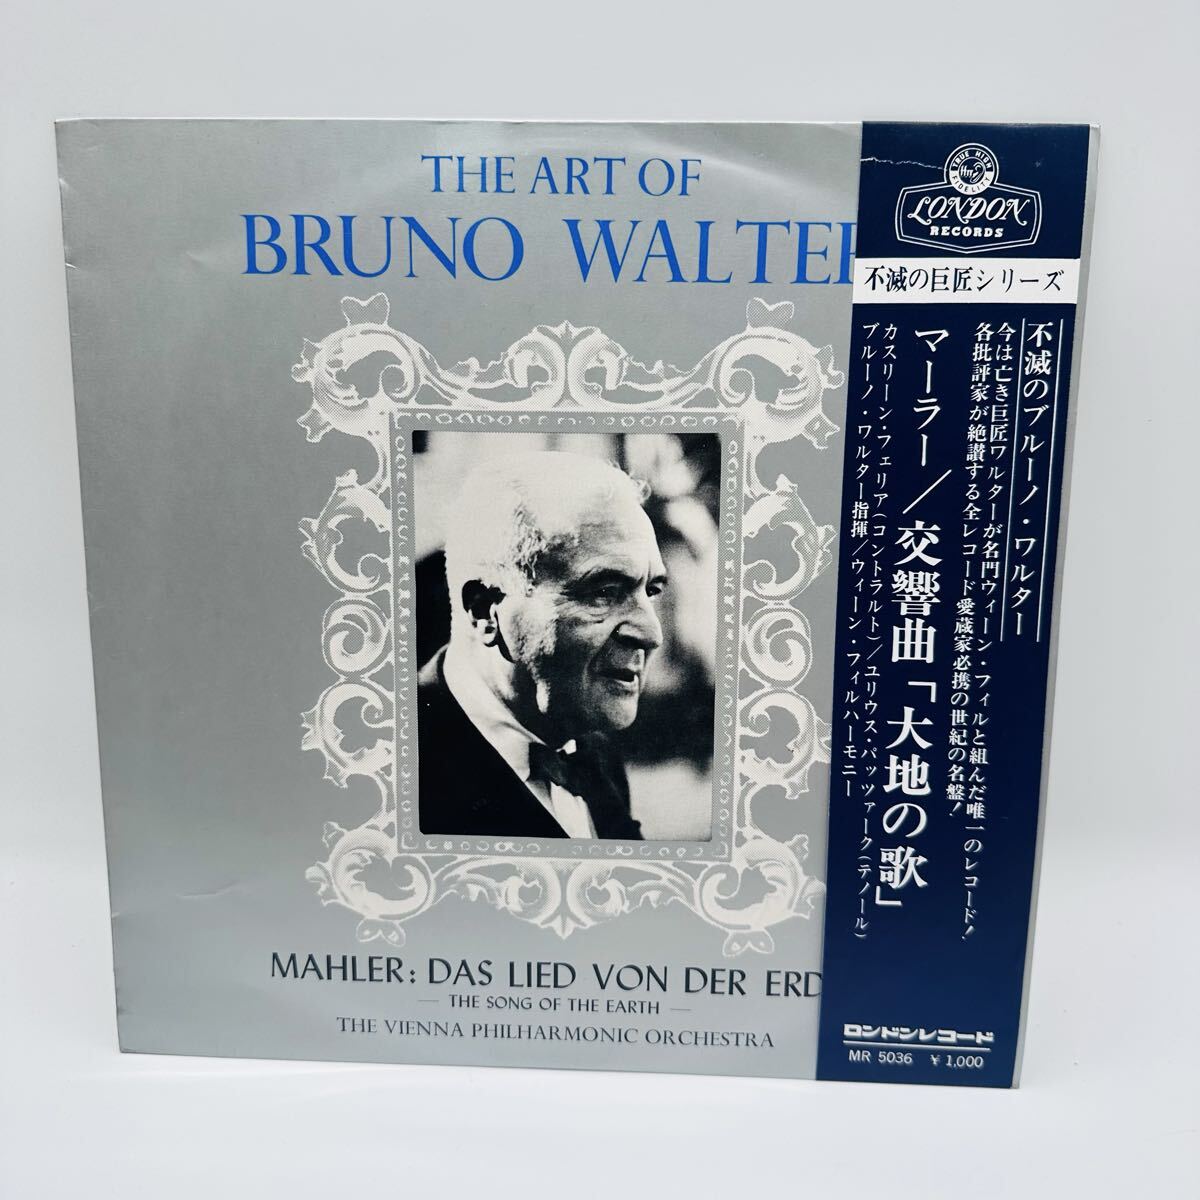 THE ART OF
BRUNO WALTE
MAHLER: DAS LIED VON DER ERD
— THE SONG OF THE EARTH —
THE VIENNA PHILHARMONIC ORCHESTRA
TRUE HIGH
FIDELITY
LONDON
RECORDS
不滅の巨匠シリーズ
不滅のブルーノ・ワルター
今は亡き巨匠ワルターが名門ウィーン・フィルと組んだ唯一のレコード!
各批評家が絶讃する全レコード愛蔵家必携の世紀の名盤!
マーラー/交響曲「大地の歌」
カスリーン・フェリア(コントラルト)/ユリウス・パッツァーク(テノール)
ブルーノ・ワルター指揮/ウィーン・フィルハーモニー
ロンドンレコード
MR 5036 ¥1,000